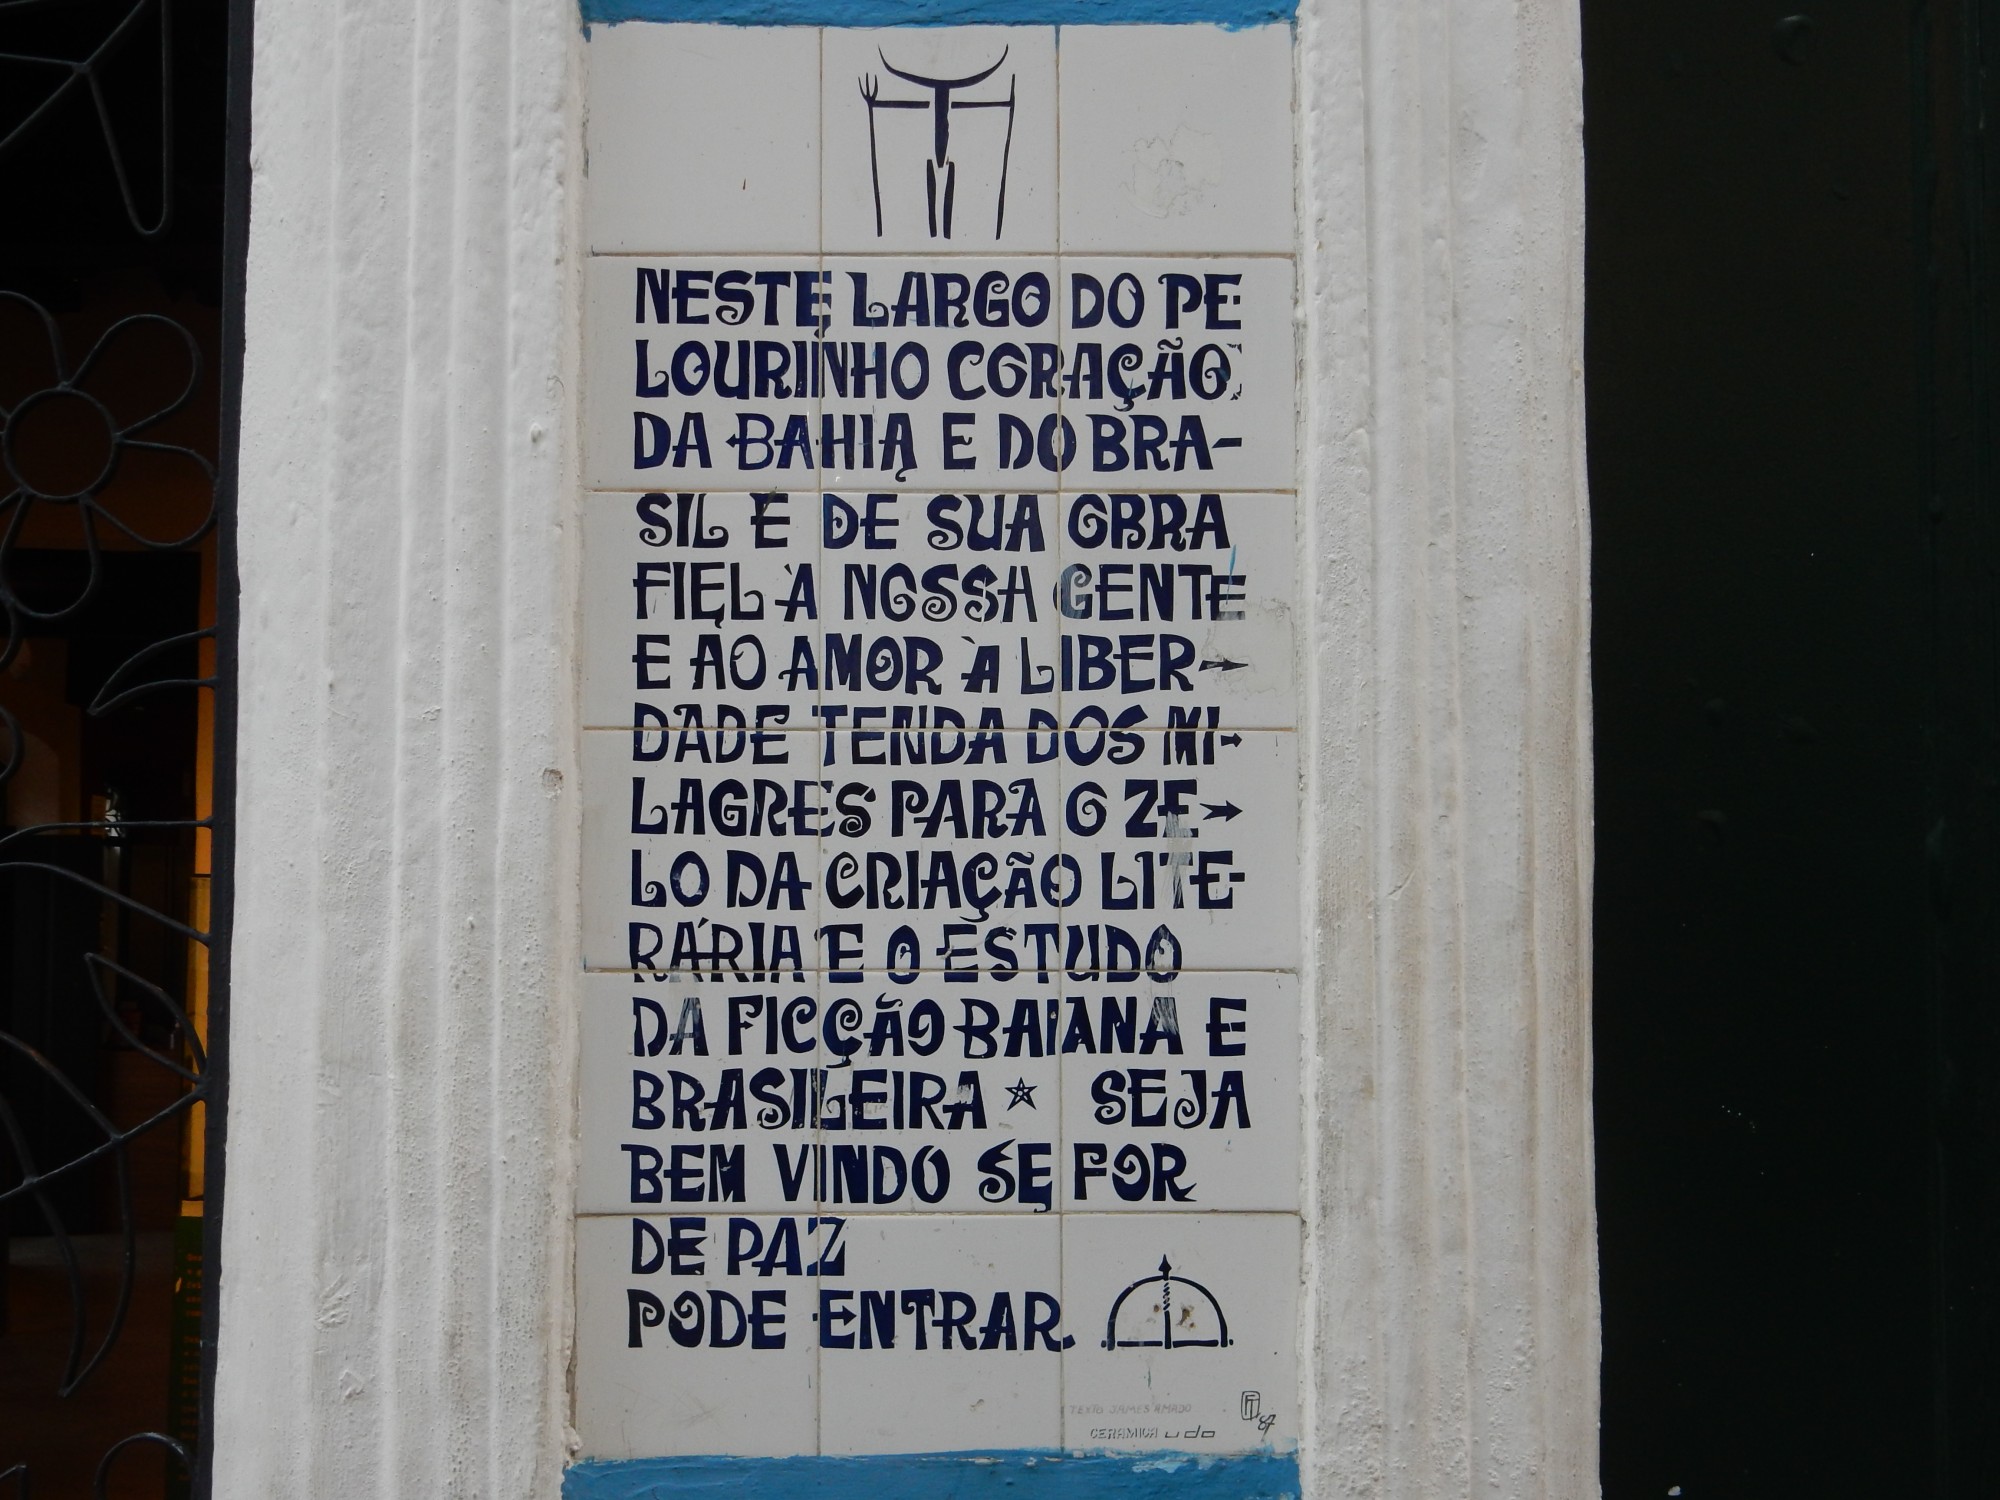 NESTE LARGO DO PE
LOURINHO CORAÇÃO
DA BAHIA E DO BRA-
SIL E DE SUA OBRA
FIEL À NOSSA GENTE
E AO AMOR À LIBER-
DADE TENDA DOS MI-
LAGRES PARA O ZE-
LO DA CRIAÇÃO LITE-
RÁRIA E O ESTUDO
DA FICÇÃO BAIANA E
BRASILEIRA ☆ SEJA
BEM VINDO SE FOR
DE PAZ
PODE ENTRAR.
TEXTO JAMES AMADO
CERAMICA udo
87